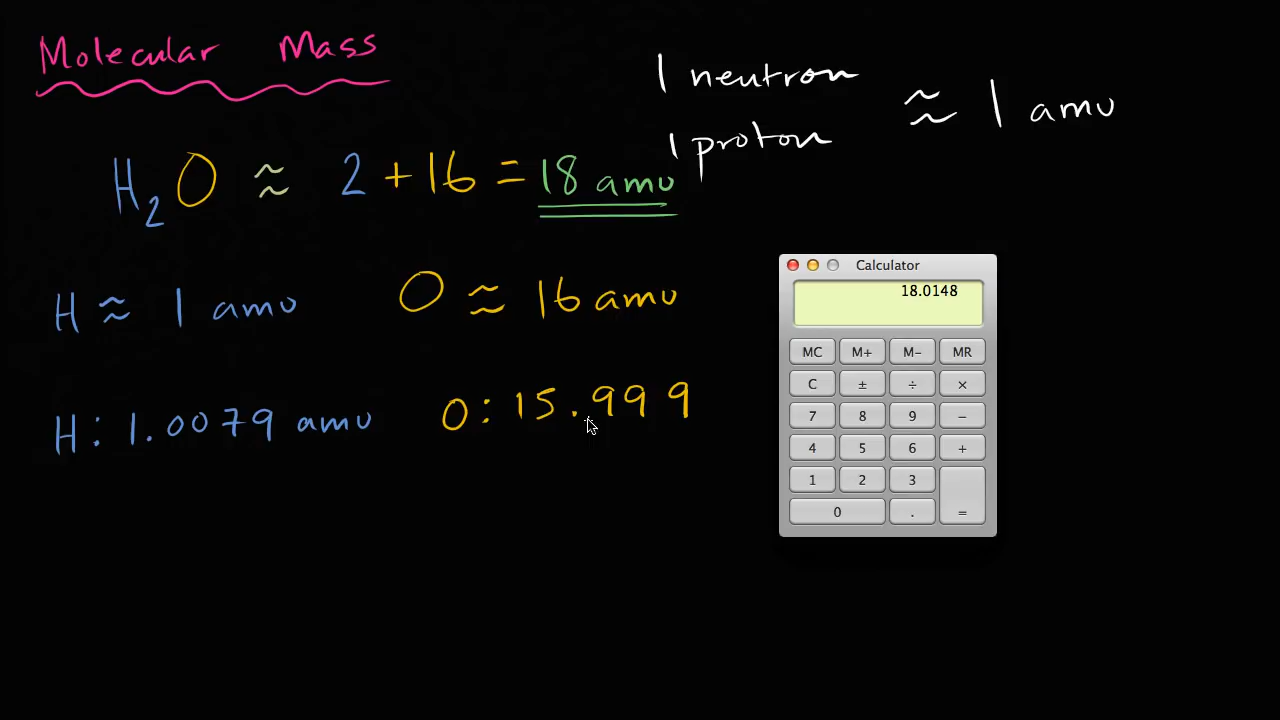 Molecular Mass
1 neutron
1 proton
≈ 1 amu
H₂O ≈ 2 + 16 = 18 amu
H ≈ 1 amu
O ≈ 16 amu
H: 1.0079 amu
O: 15.999
Calculator
18.0148
MC M+ M- MR
C ± ÷ ×
7 8 9 −
4 5 6 +
1 2 3
0 . =